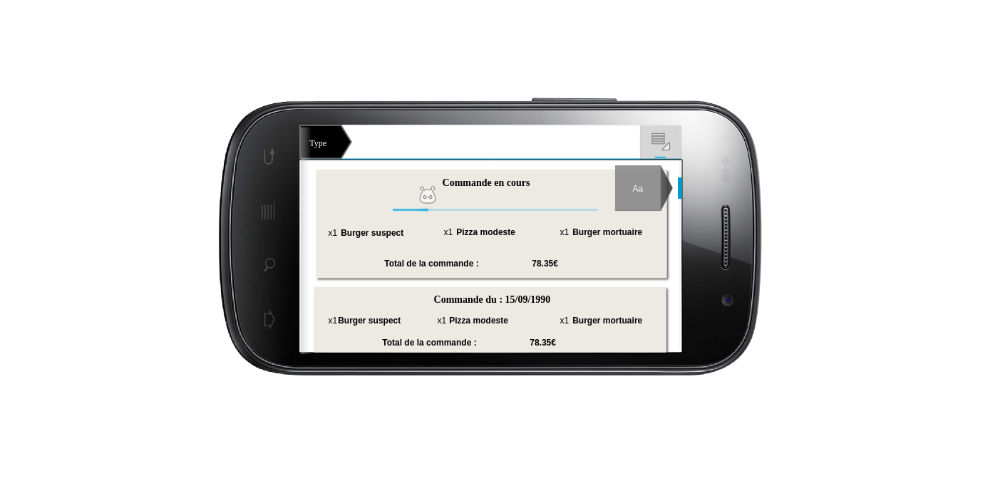 Type
Commande en cours
Aa
x1 Burger suspect x1 Pizza modeste x1 Burger mortuaire
Total de la commande : 78.35€
Commande du : 15/09/1990
x1Burger suspect x1 Pizza modeste x1 Burger mortuaire
Total de la commande : 78.35€